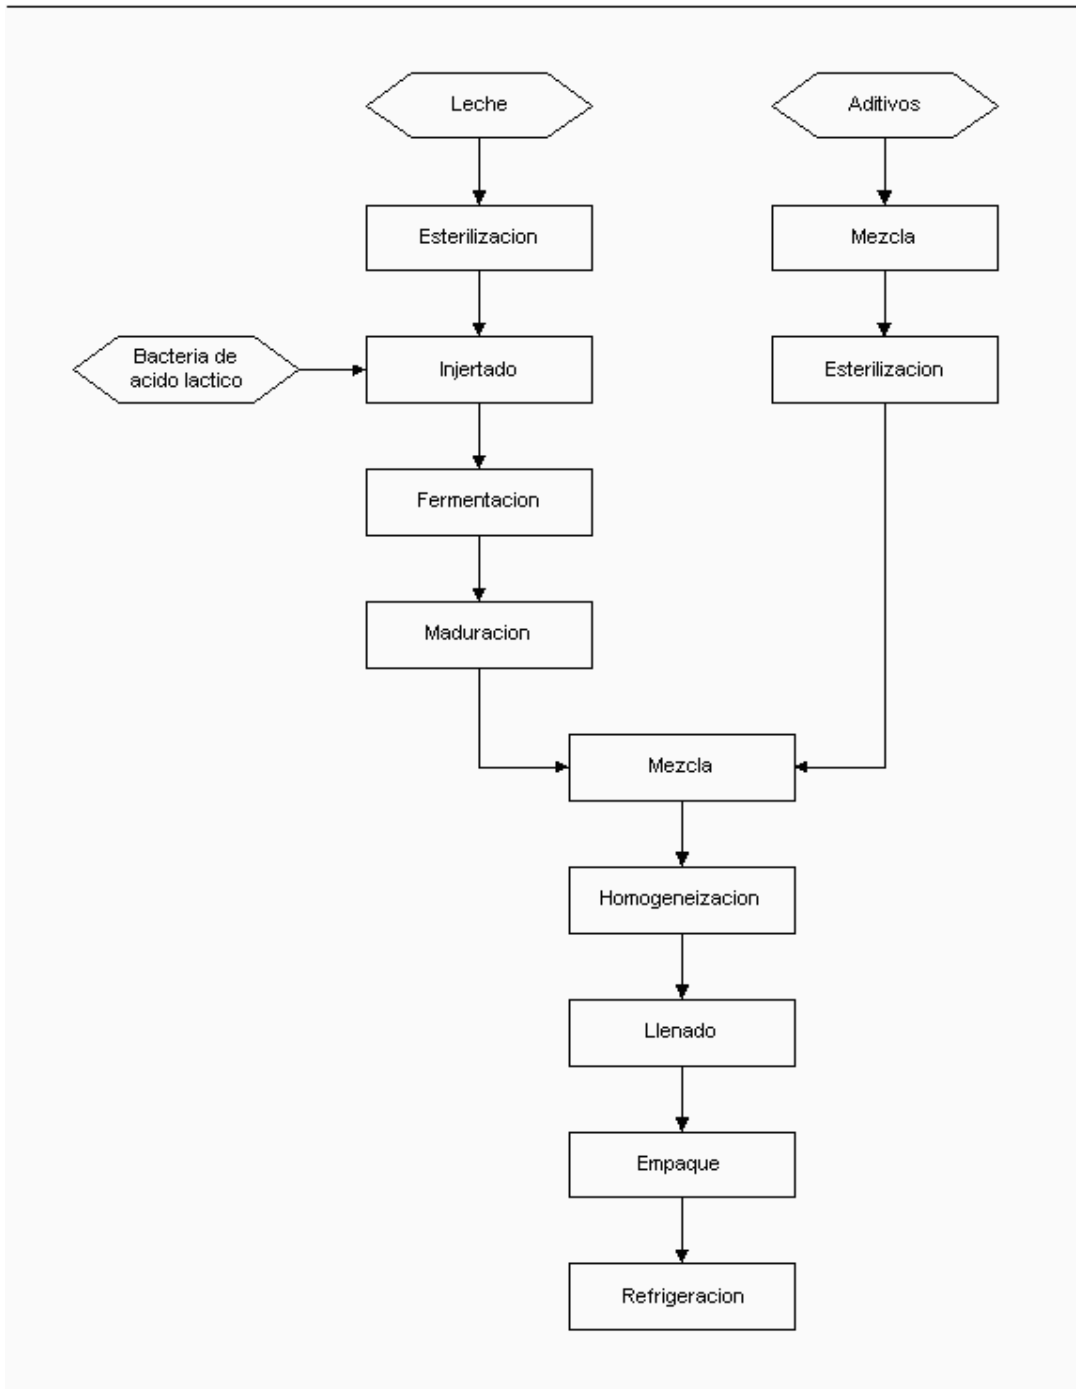 Leche
Aditivos
Esterilizacion
Mezcla
Bacteria de
acido lactico
Injertado
Esterilizacion
Fermentacion
Maduracion
Mezcla
Homogeneizacion
Llenado
Empaque
Refrigeracion